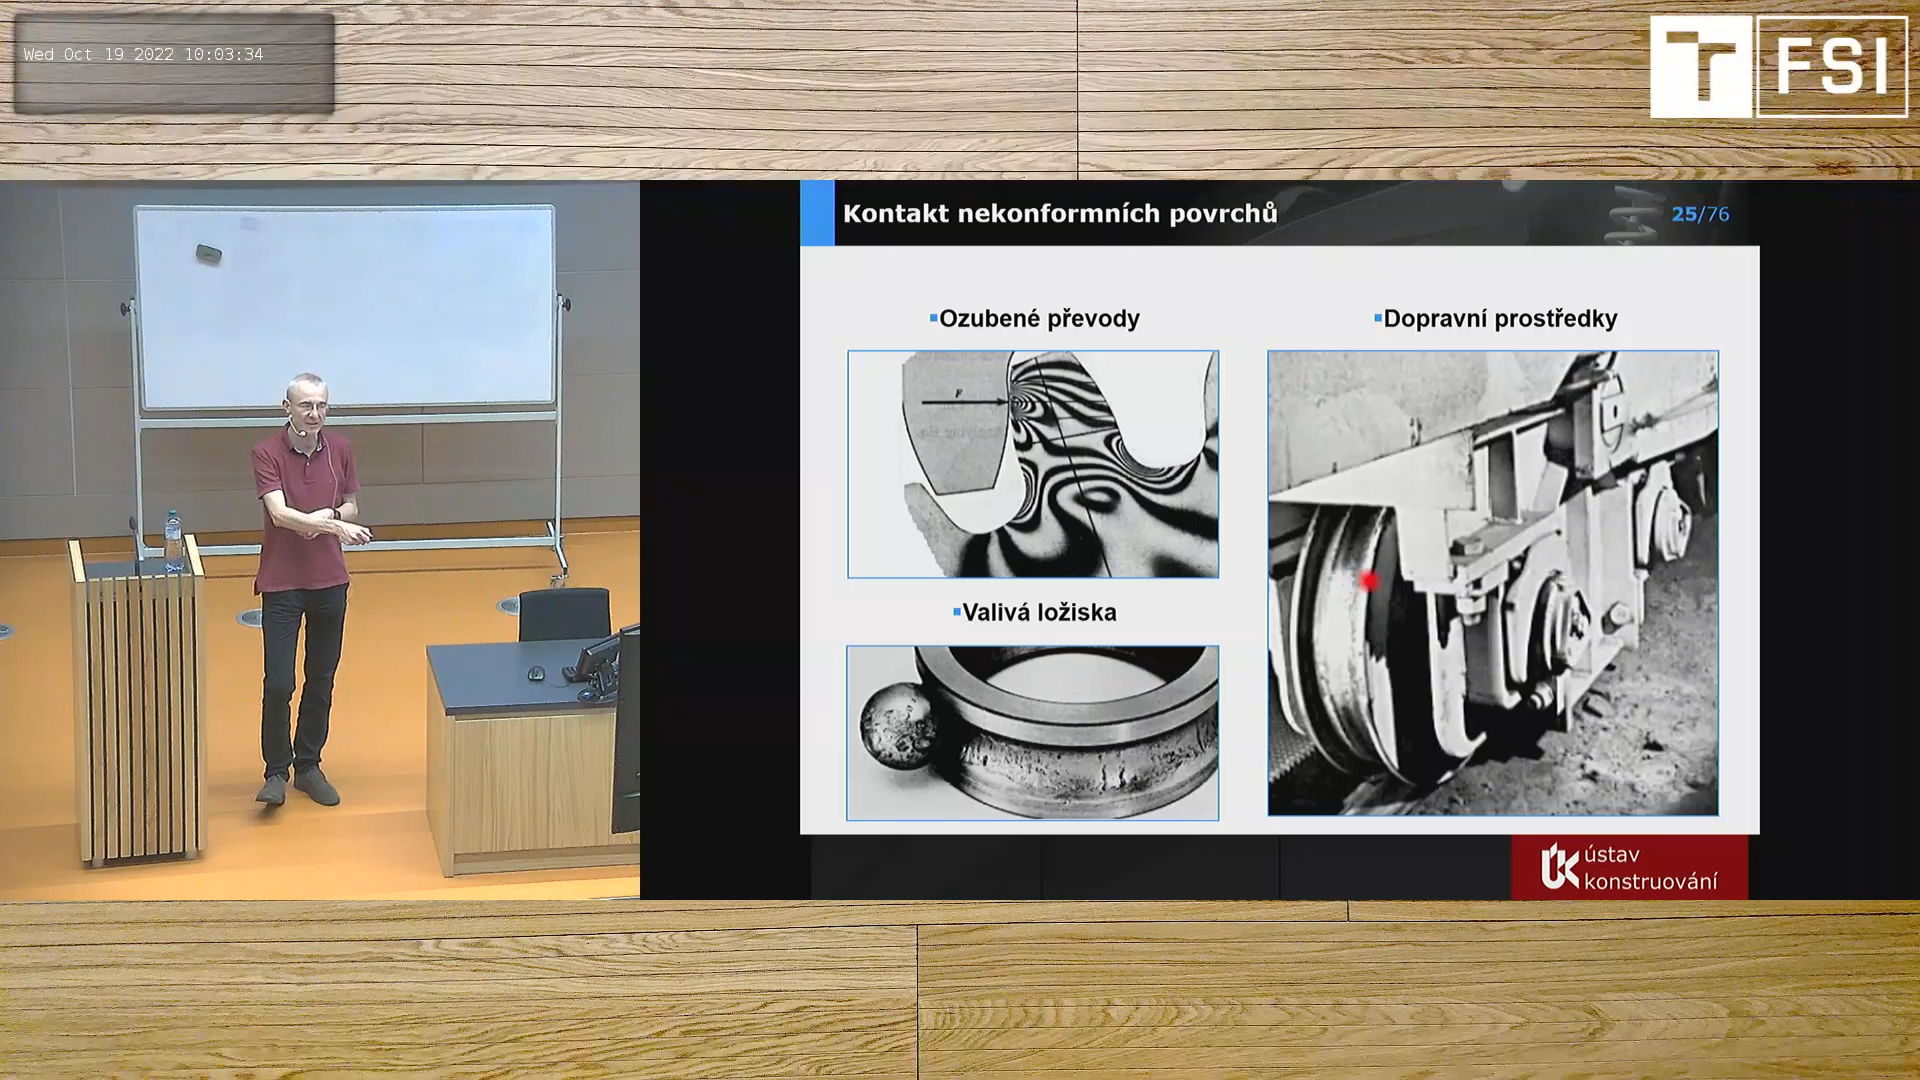 Wed Oct 19 2022 10:03:34
T FSI
Kontakt nekonformních povrchů
25/76
Ozubené převody
Dopravní prostředky
F
Valivá ložiska
ÚK ústav
konstruování